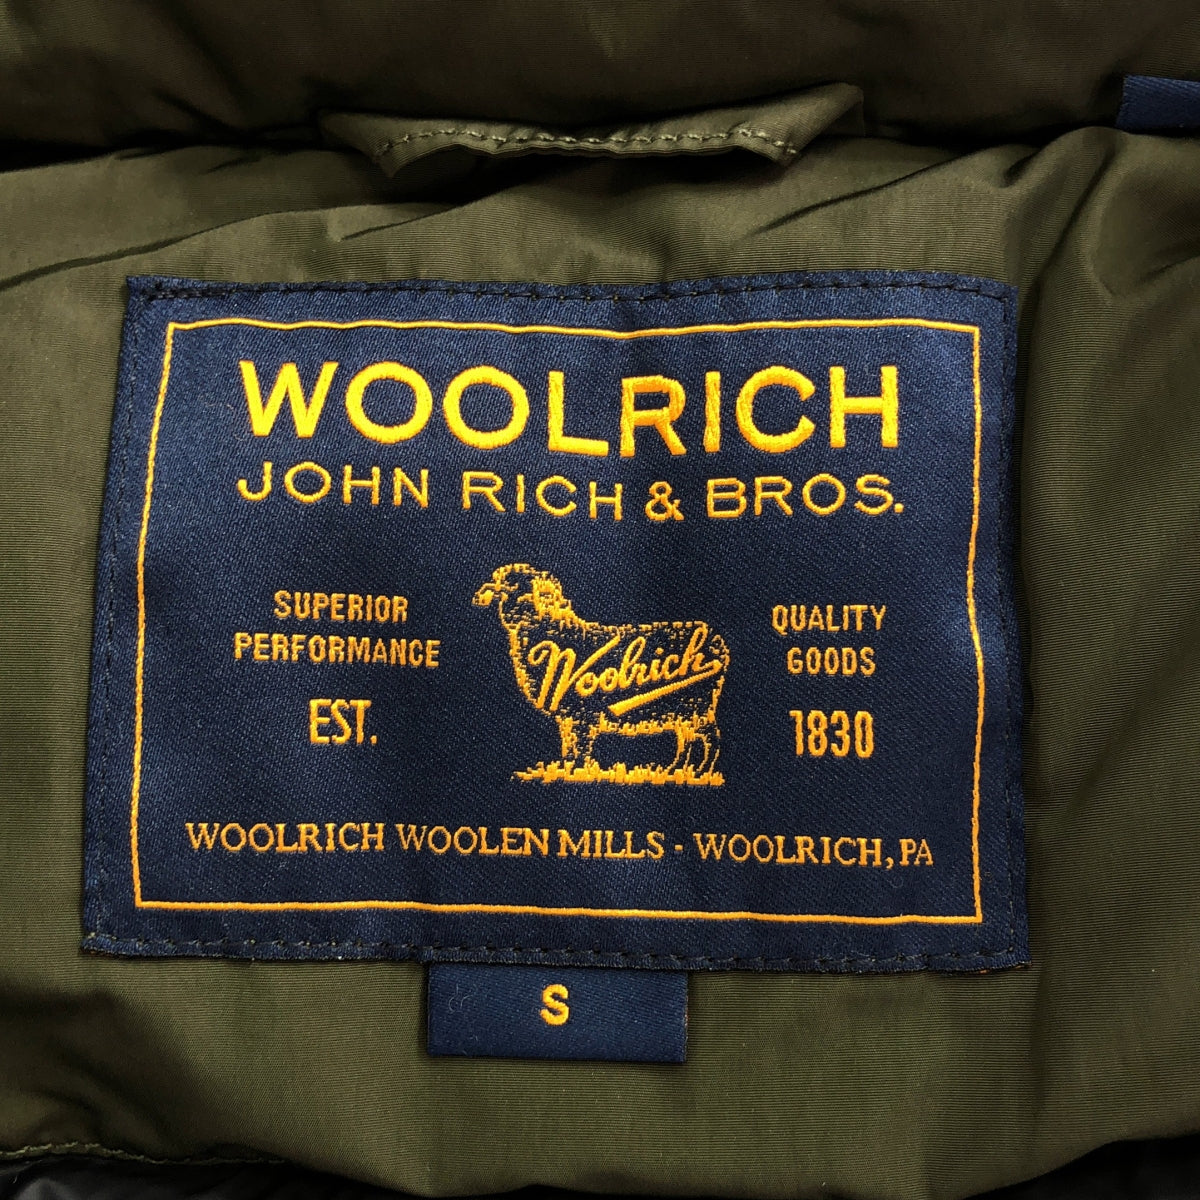 WOOLRICH
JOHN RICH & BROS.
SUPERIOR
PERFORMANCE
EST.
Woolrich
QUALITY
GOODS
1830
WOOLRICH WOOLEN MILLS - WOOLRICH, PA
S